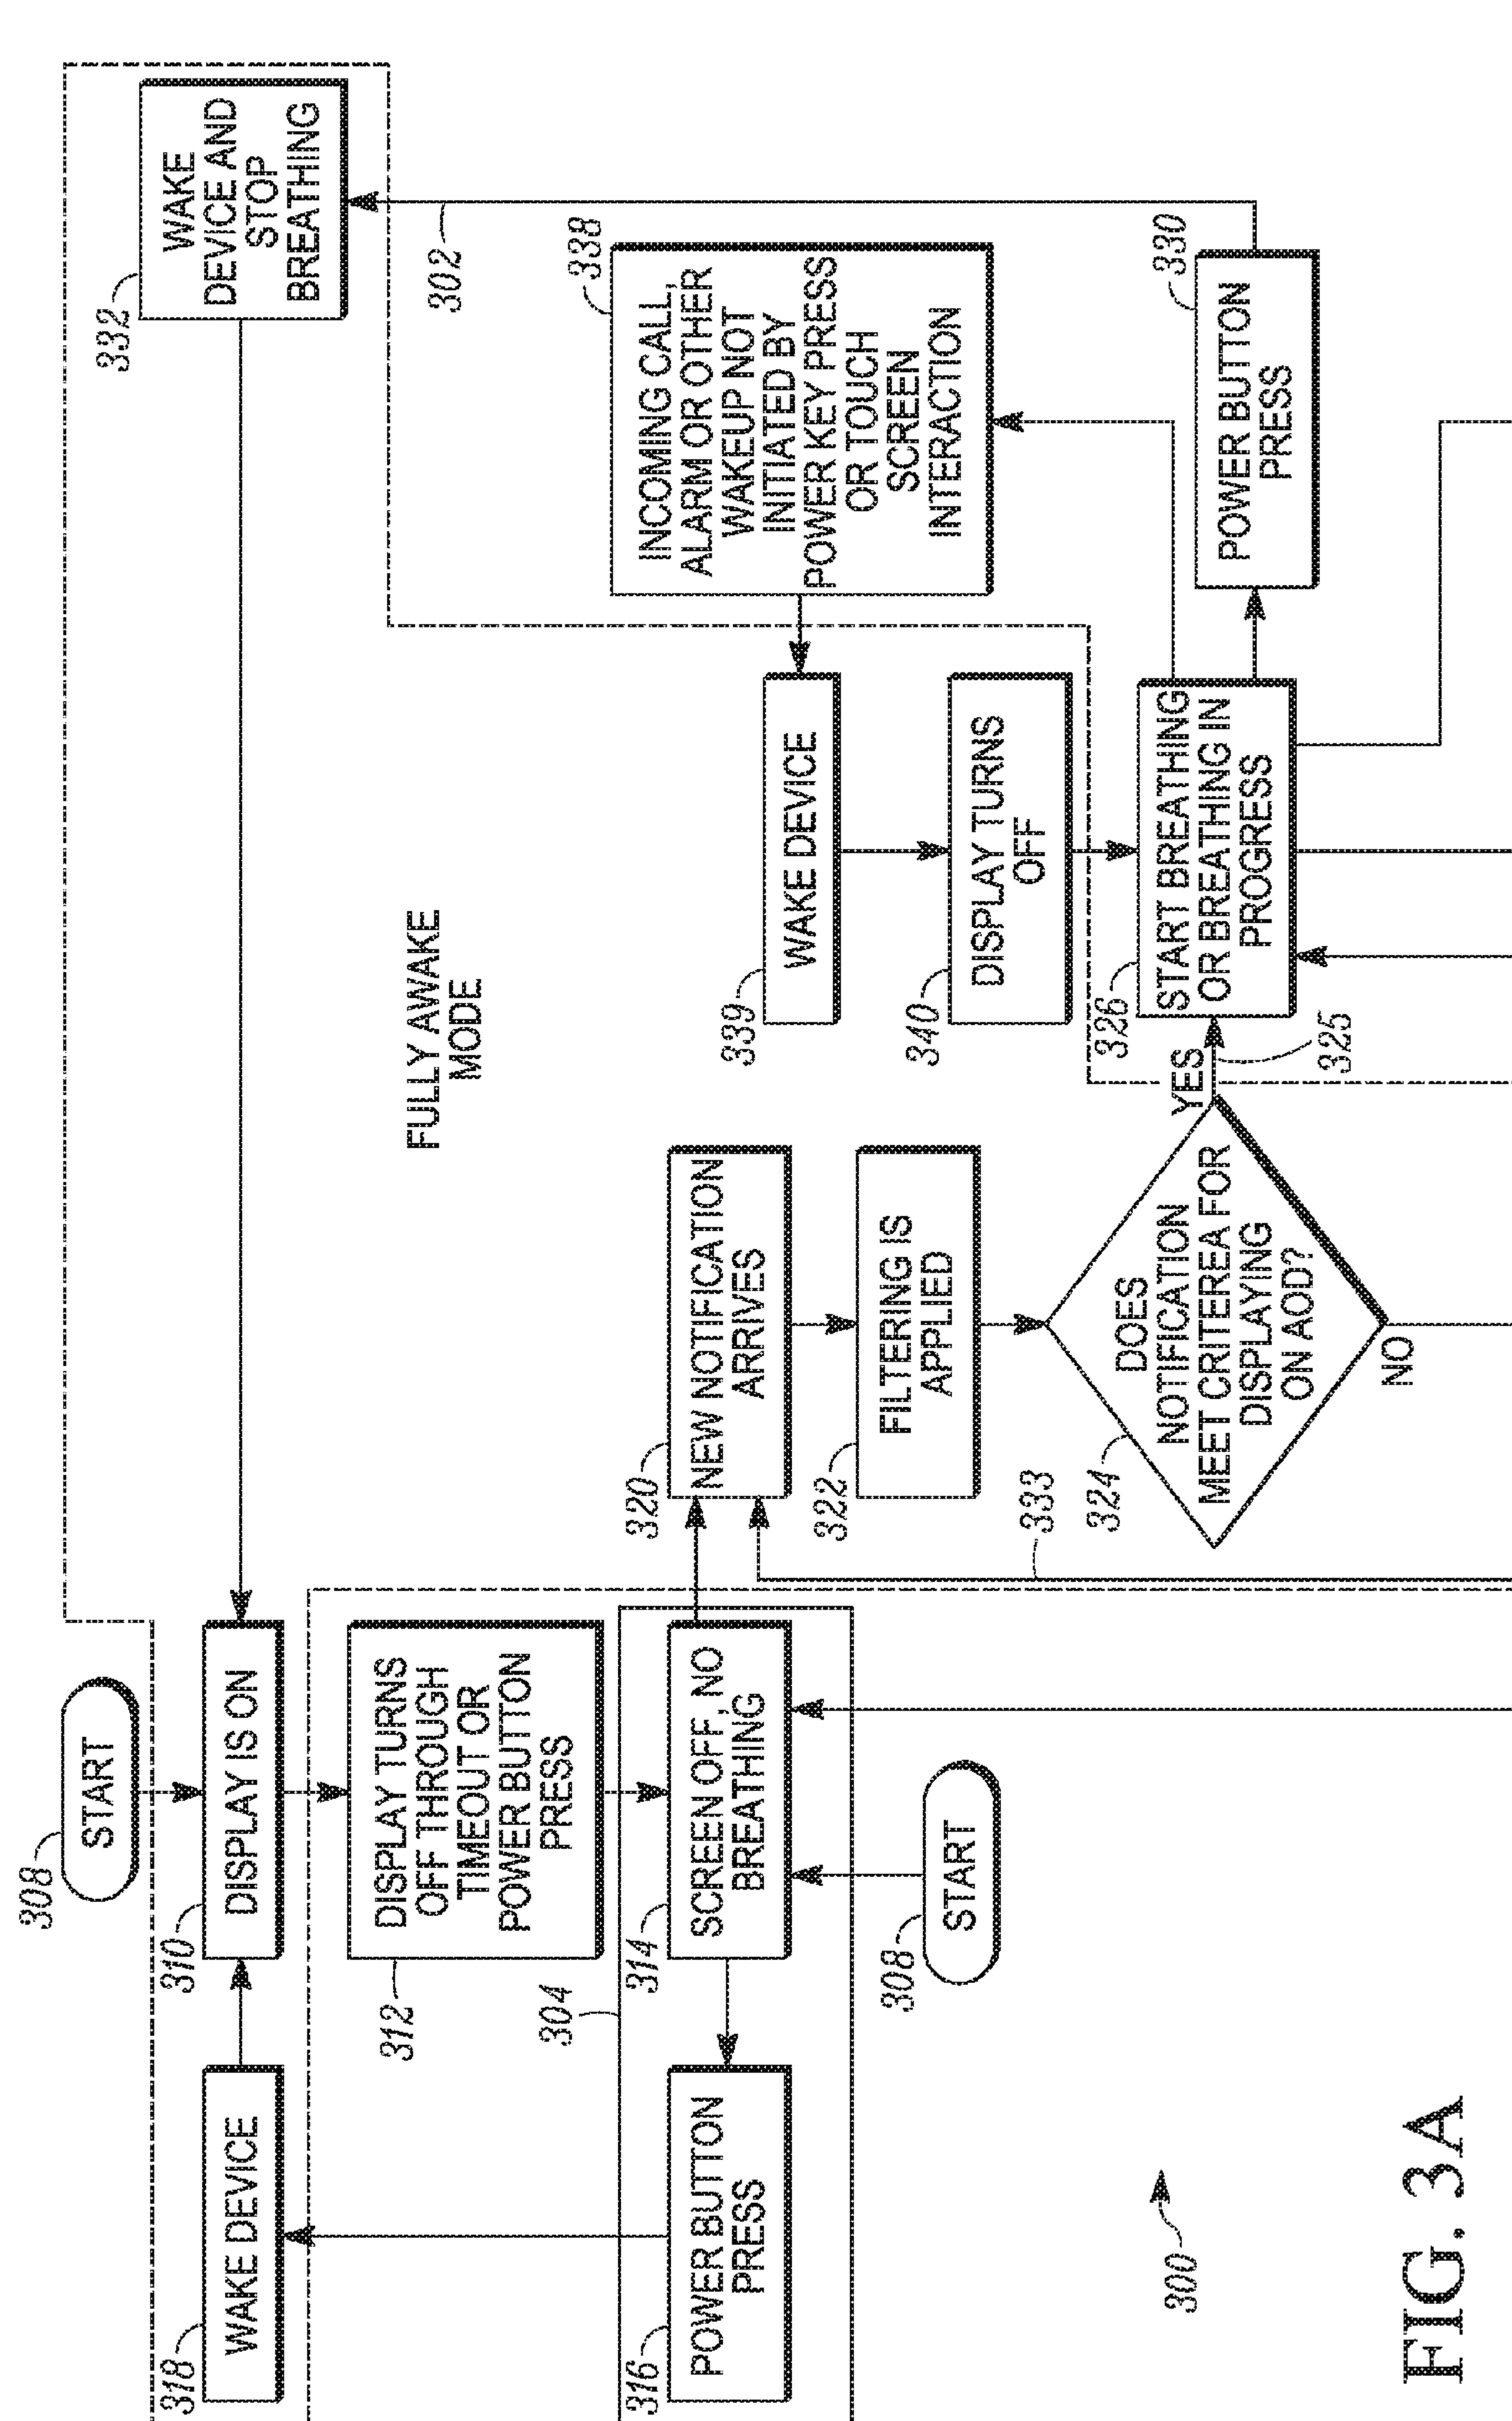 308
START
318
WAKE DEVICE
310
DISPLAY IS ON
332
WAKE
DEVICE AND
STOP
BREATHING
312
DISPLAY TURNS
OFF THROUGH
TIMEOUT OR
POWER BUTTON
PRESS
FULLY AWAKE
MODE
302
304
316
POWER BUTTON
PRESS
314
SCREEN OFF, NO
BREATHING
320
NEW NOTIFICATION
ARRIVES
338
INCOMING CALL,
ALARM OR OTHER
WAKEUP NOT
INITIATED BY
POWER KEY PRESS
OR TOUCH
SCREEN
INTERACTION
339
WAKE DEVICE
322
FILTERING IS
APPLIED
340
DISPLAY TURNS
OFF
308
START
333
324
DOES
NOTIFICATION
MEET CRITEREA FOR
DISPLAYING
ON AOD?
YES
325
NO
326
START BREATHING
OR BREATHING IN
PROGRESS
330
POWER BUTTON
PRESS
300
FIG. 3A